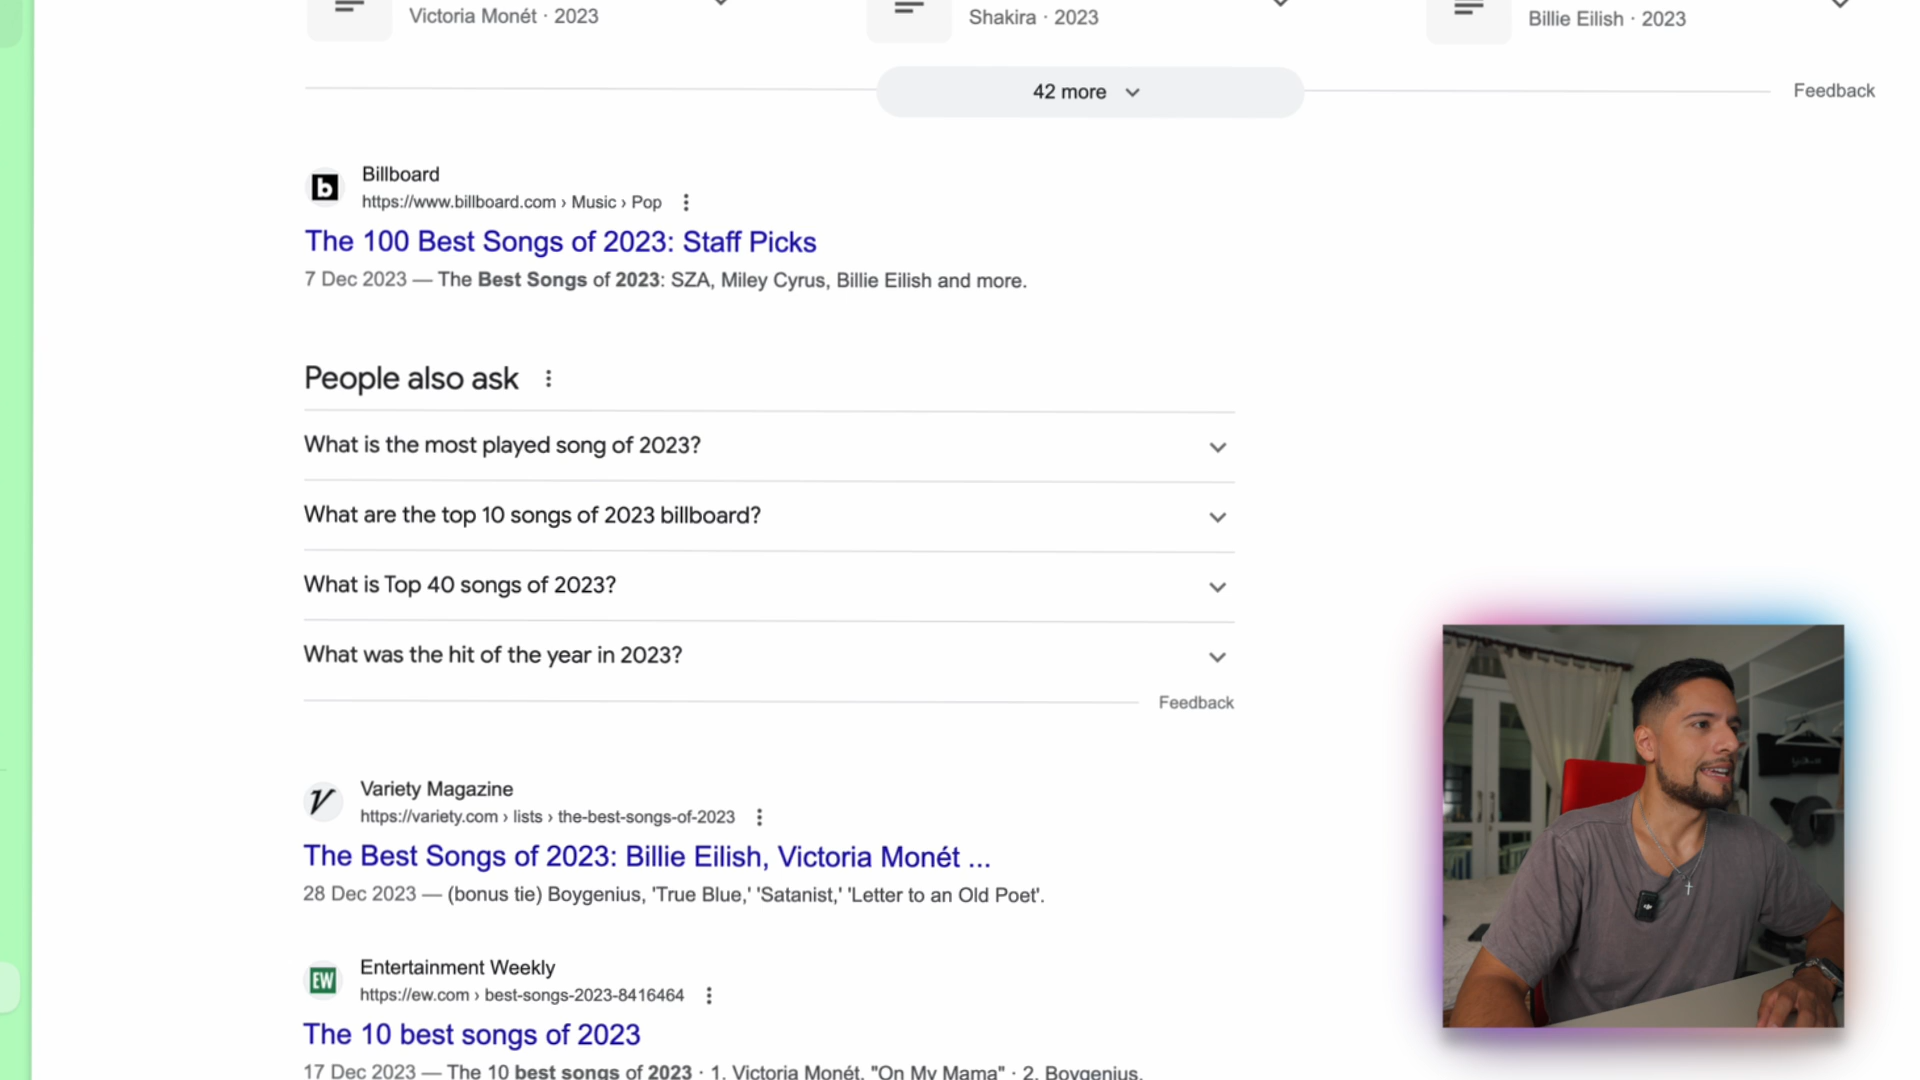 Victoria Monét · 2023
Shakira · 2023
Billie Eilish · 2023
42 more
Feedback
b
Billboard
https://www.billboard.com › Music › Pop
The 100 Best Songs of 2023: Staff Picks
7 Dec 2023 — The Best Songs of 2023: SZA, Miley Cyrus, Billie Eilish and more.
People also ask
What is the most played song of 2023?
What are the top 10 songs of 2023 billboard?
What is Top 40 songs of 2023?
What was the hit of the year in 2023?
Feedback
V
Variety Magazine
https://variety.com › lists › the-best-songs-of-2023
The Best Songs of 2023: Billie Eilish, Victoria Monét ...
28 Dec 2023 — (bonus tie) Boygenius, 'True Blue,' 'Satanist,' 'Letter to an Old Poet'.
EW
Entertainment Weekly
https://ew.com › best-songs-2023-8416464
The 10 best songs of 2023
17 Dec 2023 — The 10 best songs of 2023 · 1. Victoria Monét, "On My Mama" · 2. Boygenius,